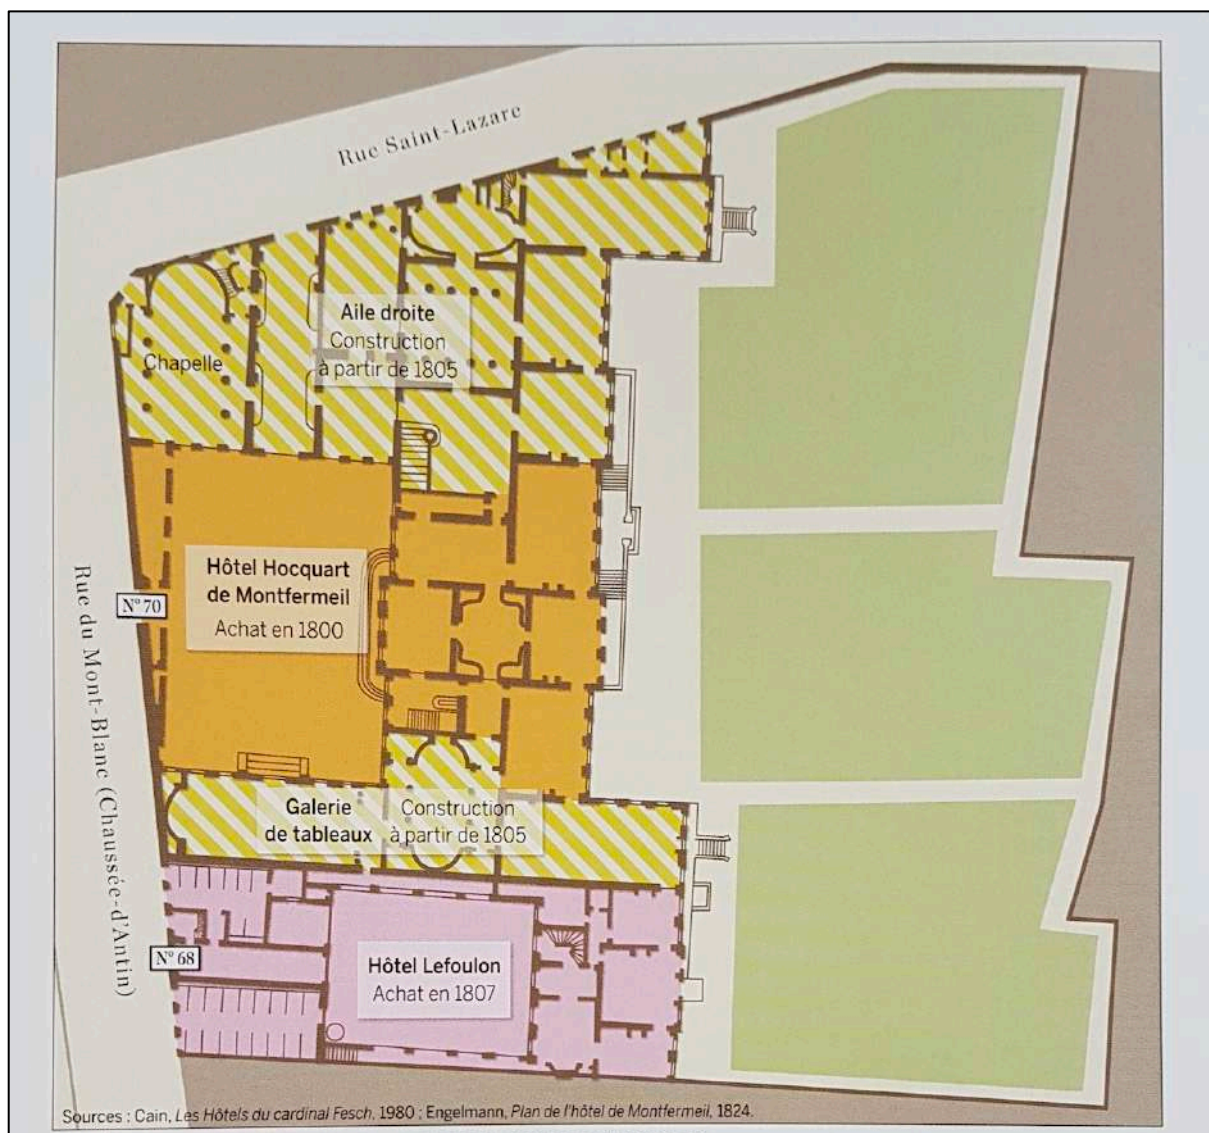 Rue Saint-Lazare
Aile droite
Construction
à partir de 1805
Chapelle
Hôtel Hocquart
de Montfermeil
Achat en 1800
N° 70
Rue du Mont-Blanc (Chaussée-d'Antin)
Galerie
de tableaux
Construction
à partir de 1805
N° 68
Hôtel Lefoulon
Achat en 1807
Sources : Cain, Les Hôtels du cardinal Fesch, 1980 ; Engelmann, Plan de l'hôtel de Montfermeil, 1824.